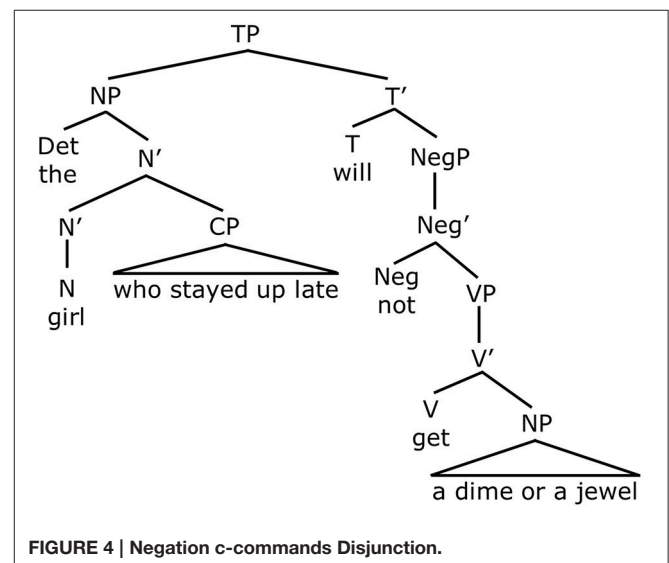 TP
NP T′
Det
the N′ T
will NegP
N′ CP Neg′
N
girl who stayed up late Neg
not VP
V′
V
get NP
a dime or a jewel
FIGURE 4 | Negation c-commands Disjunction.